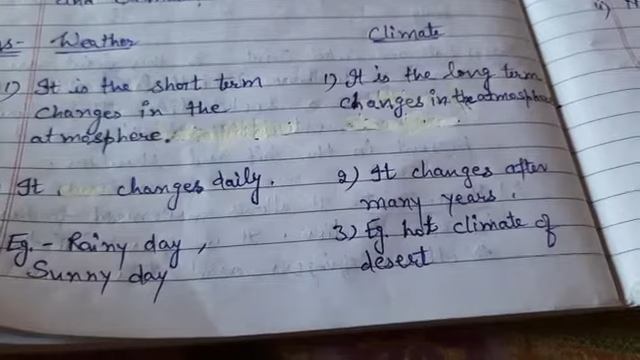 Ans- Weather Climate
1) It is the short term
changes in the
atmosphere.
It changes daily.
Eg. - Rainy day,
Sunny day
1) It is the long term
changes in the atmosphere
2) It changes after
many years.
3) Eg. hot climate of
desert